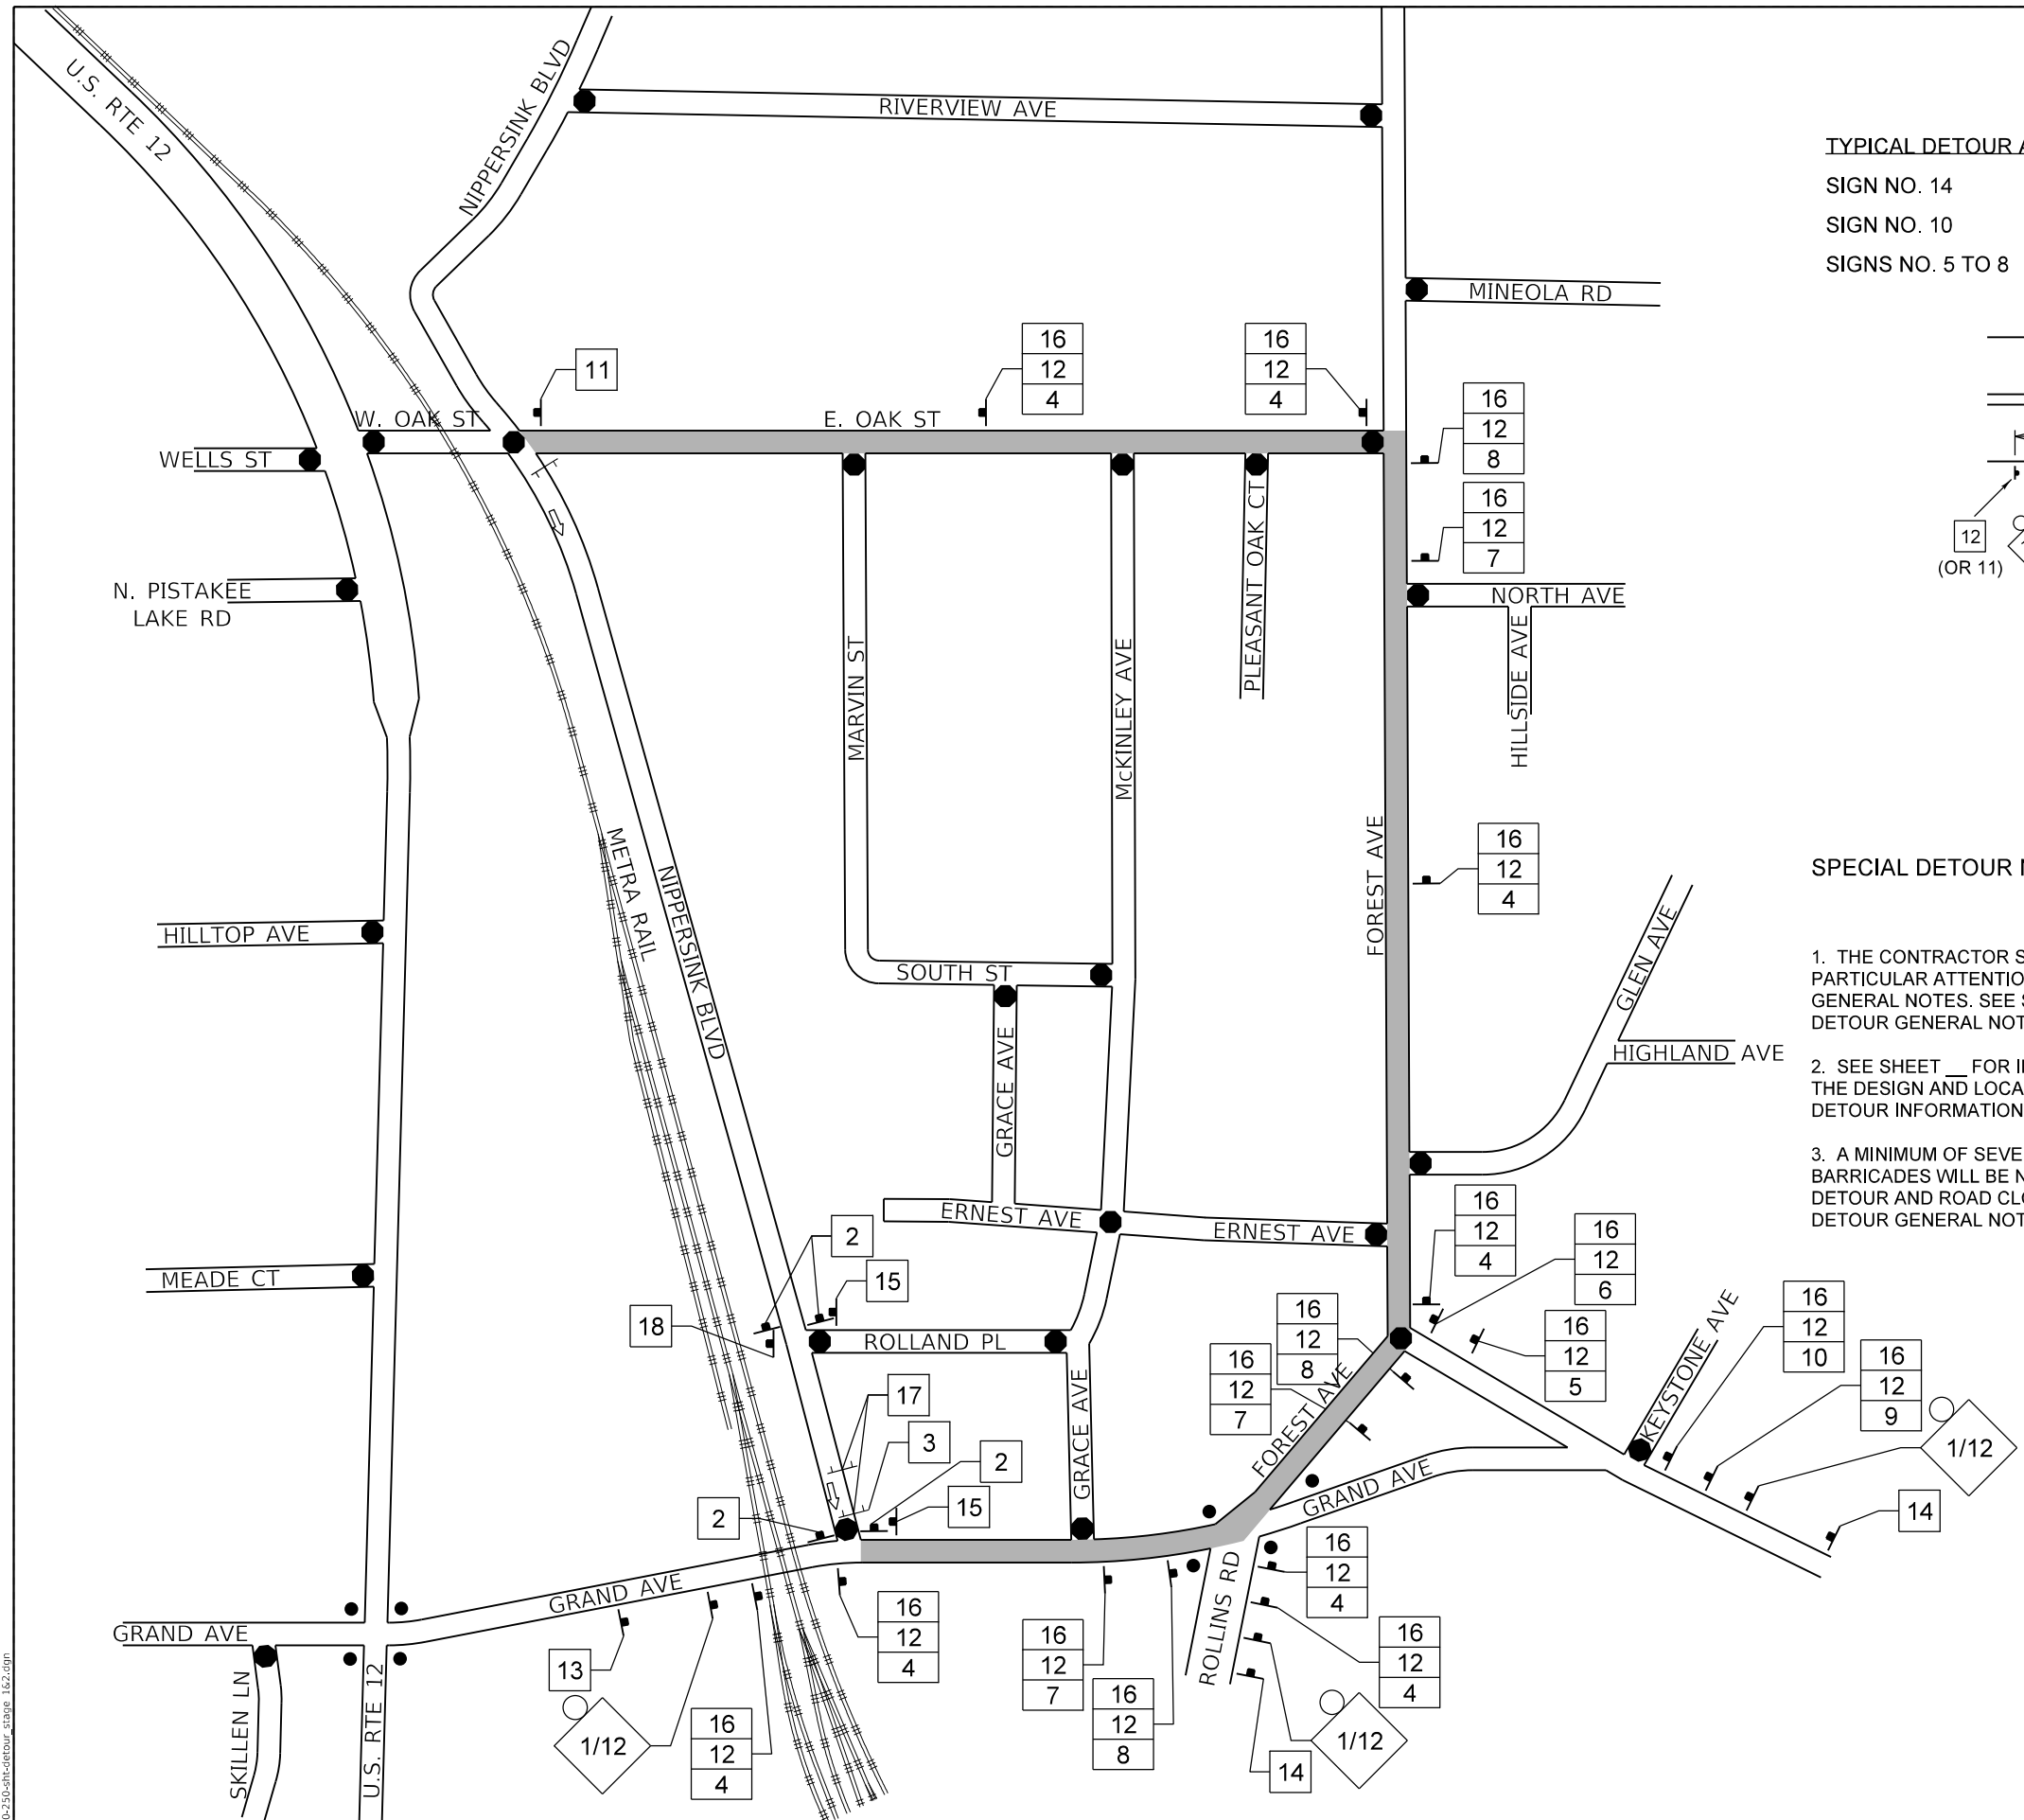 U.S. RTE 12
NIPPERSINK BLVD
RIVERVIEW AVE
TYPICAL DETOUR A
SIGN NO. 14
SIGN NO. 10
SIGNS NO. 5 TO 8
MINEOLA RD
11
16
12
4
16
12
4
16
12
8
W. OAK ST
E. OAK ST
WELLS ST
16
12
7
12
(OR 11)
N. PISTAKEE
LAKE RD
PLEASANT OAK CT
NORTH AVE
HILLSIDE AVE
MARVIN ST
McKINLEY AVE
METRA RAIL
NIPPERSINK BLVD
FOREST AVE
16
12
4
SPECIAL DETOUR N
HILLTOP AVE
SOUTH ST
GLEN AVE
1. THE CONTRACTOR S
PARTICULAR ATTENTIO
GENERAL NOTES. SEE S
DETOUR GENERAL NOT
GRACE AVE
HIGHLAND AVE
2. SEE SHEET __ FOR I
THE DESIGN AND LOCA
DETOUR INFORMATION
3. A MINIMUM OF SEVE
BARRICADES WILL BE N
DETOUR AND ROAD CLO
DETOUR GENERAL NOT
ERNEST AVE
ERNEST AVE
16
12
4
16
12
6
2
15
MEADE CT
18
ROLLAND PL
16
12
8
16
12
5
16
12
10
16
12
7
16
12
9
KEYSTONE AVE
1/12
17
3
2
GRACE AVE
FOREST AVE
GRAND AVE
2
15
14
GRAND AVE
16
12
4
GRAND AVE
16
12
4
ROLLINS RD
16
12
7
16
12
4
13
SKILLEN LN
U.S. RTE 12
1/12
16
12
4
16
12
8
14
1/12
0-250-sht-detour_stage 1&2.dgn